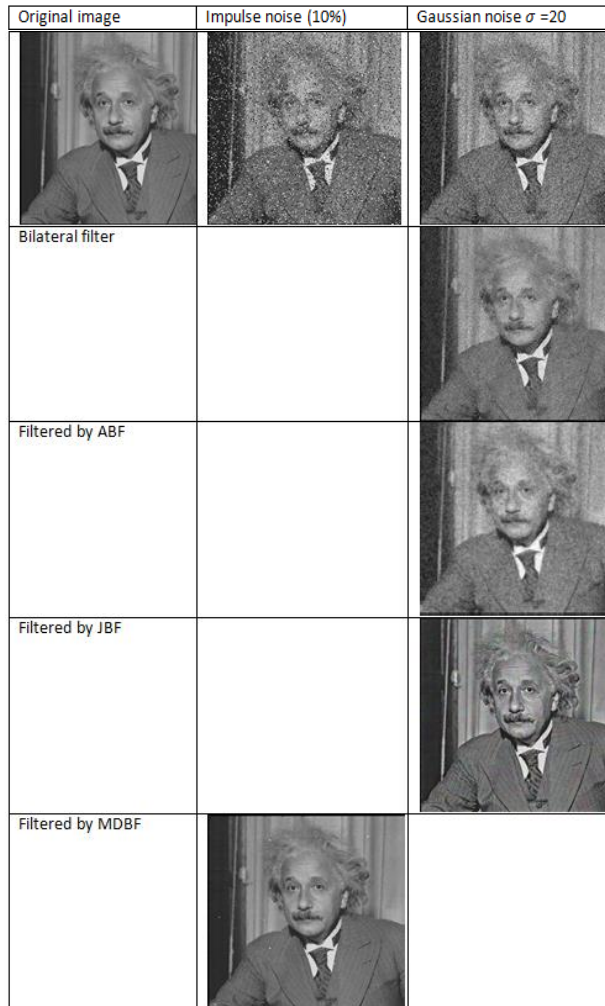 Original image
Impulse noise (10%)
Gaussian noise σ =20
Bilateral filter
Filtered by ABF
Filtered by JBF
Filtered by MDBF